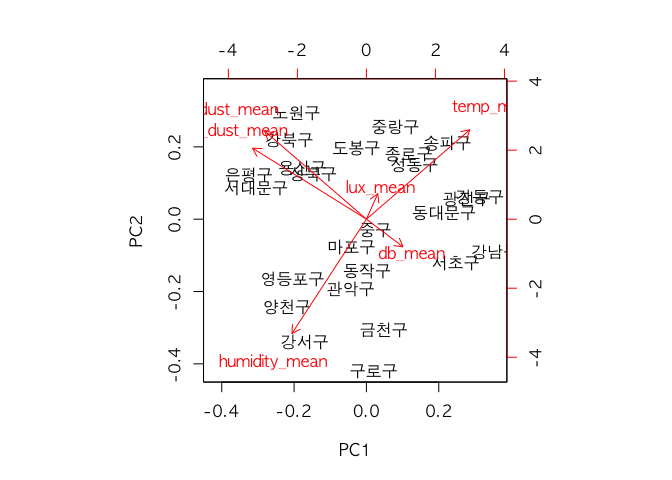 -4 -2 0 2 4
dust_mean
노원구
temp_m
중랑구
_dust_mean
강북구
도봉구
종로구
송파구
성동구
은평구
서대문구
lux_mean
동대문구
중구
마포구
db_mean
강남
서초구
동작구
영등포구
관악구
양천구
강서구
금천구
humidity_mean
구로구
0.2
0.0
-0.2
-0.4
4
2
0
-2
-4
PC2
-0.4 -0.2 0.0 0.2
PC1